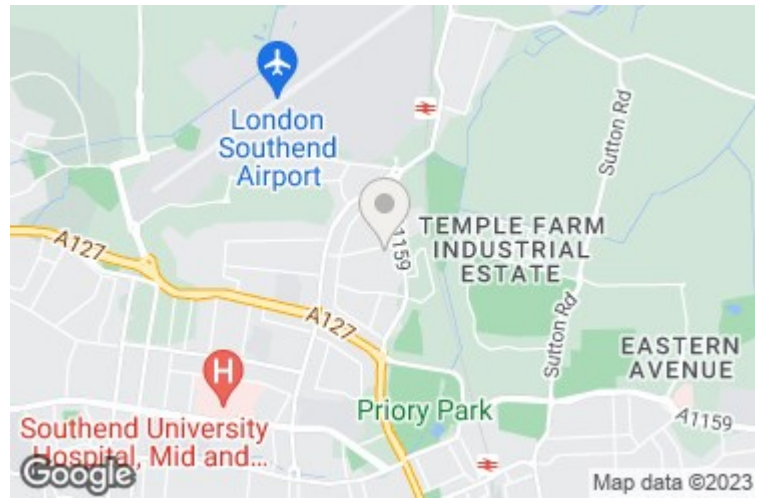 London
Southend
Airport
Sutton Rd
A1159
TEMPLE FARM
INDUSTRIAL
ESTATE
A127
A127
Sutton Rd
EASTERN
AVENUE
H
Priory Park
A1159
Southend University
Hospital, Mid and...
Google
Map data ©2023